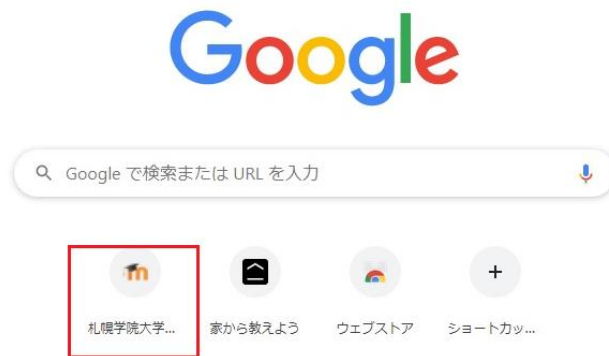 Google
Google で検索または URL を入力
札幌学院大学...
家から教えよう
ウェブストア
ショートカッ...